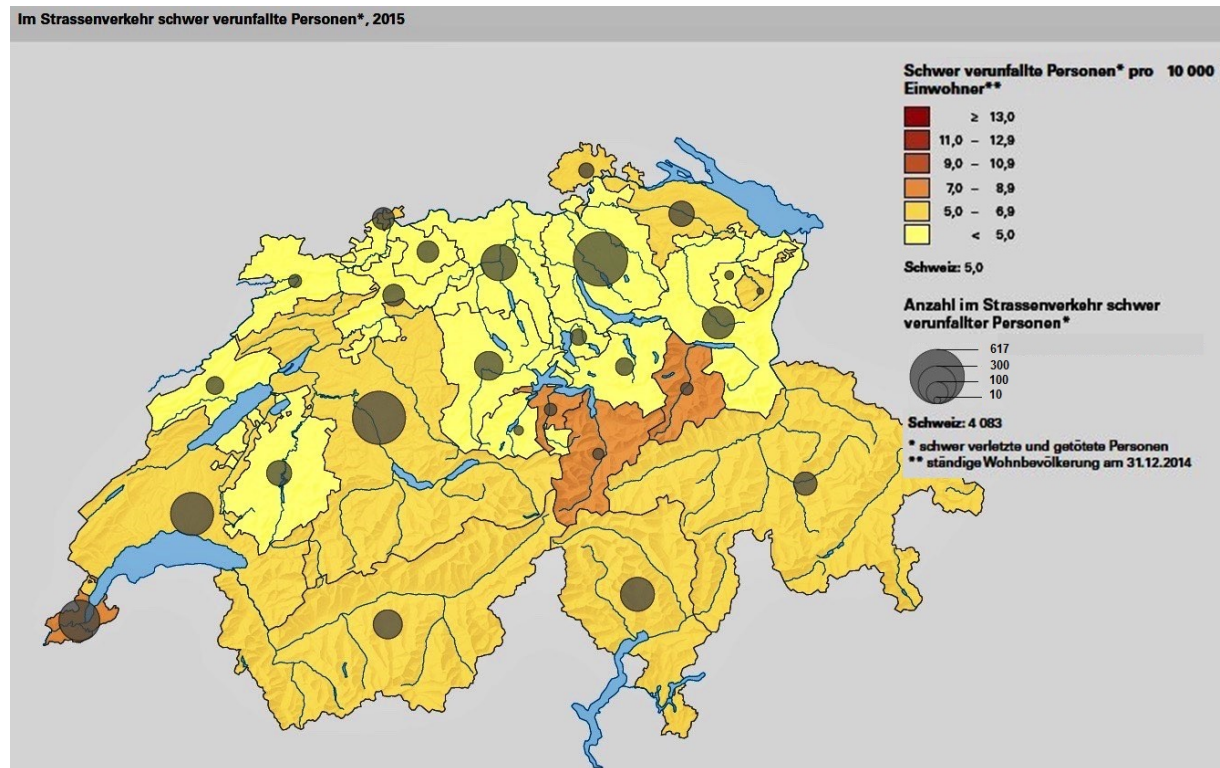 Im Strassenverkehr schwer verunfallte Personen*, 2015
Schwer verunfallte Personen* pro 10 000
Einwohner**
≥ 13,0
11,0 – 12,9
9,0 – 10,9
7,0 – 8,9
5,0 – 6,9
< 5,0
Schweiz: 5,0
Anzahl im Strassenverkehr schwer
verunfallter Personen*
617
300
100
10
Schweiz: 4 083
* schwer verletzte und getötete Personen
** ständige Wohnbevölkerung am 31.12.2014